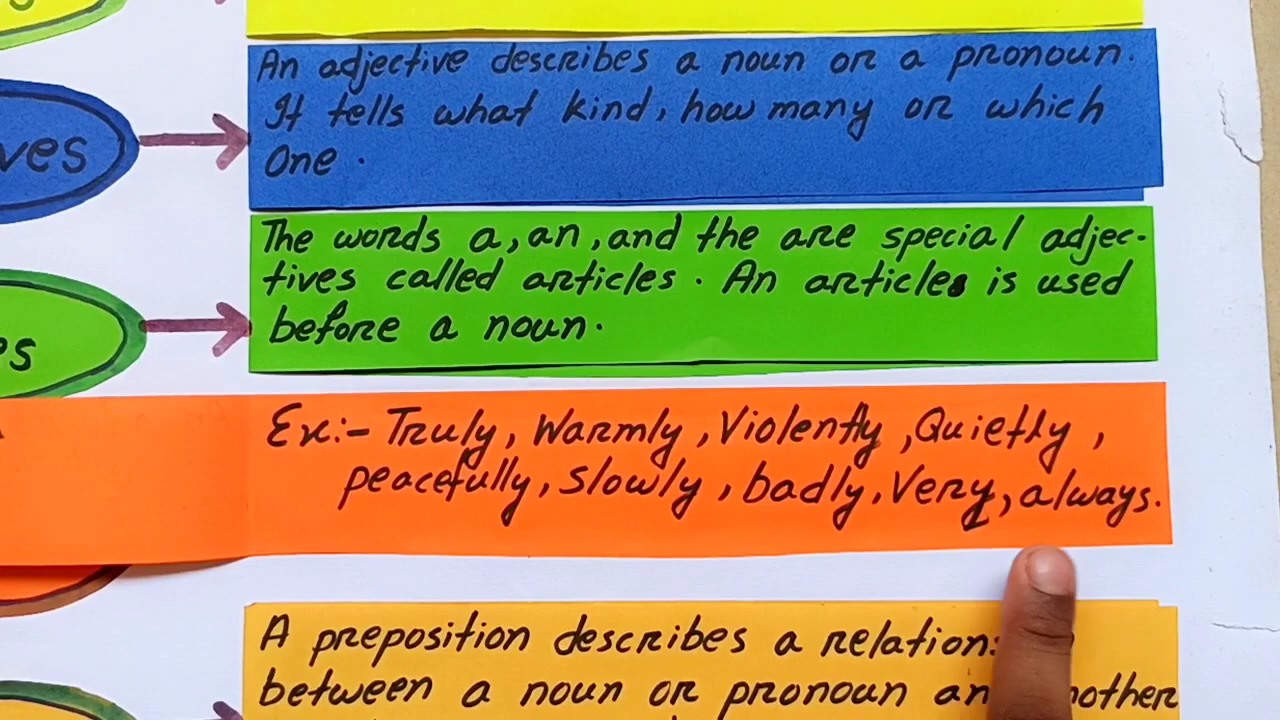 An adjective describes a noun or a pronoun.
It tells what kind, how many or which
One.
ves
The words a, an, and the are special adjec-
tives called articles. An articles is used
before a noun.
es
Ex:- Truly, Warmly, Violently, Quietly,
peacefully, slowly, badly, Very, always.
A preposition describes a relation
between a noun or pronoun an nother